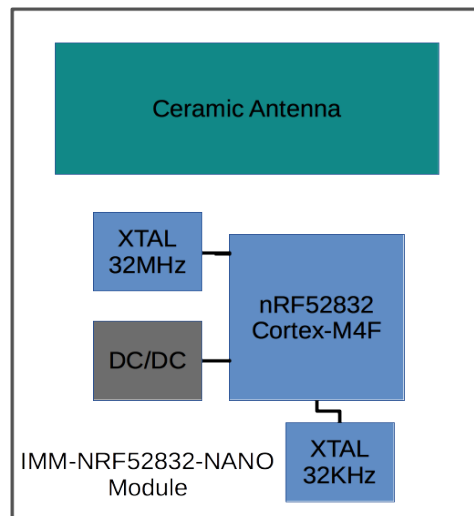 Ceramic Antenna
XTAL
32MHz
nRF52832
Cortex-M4F
DC/DC
IMM-NRF52832-NANO
Module
XTAL
32KHz